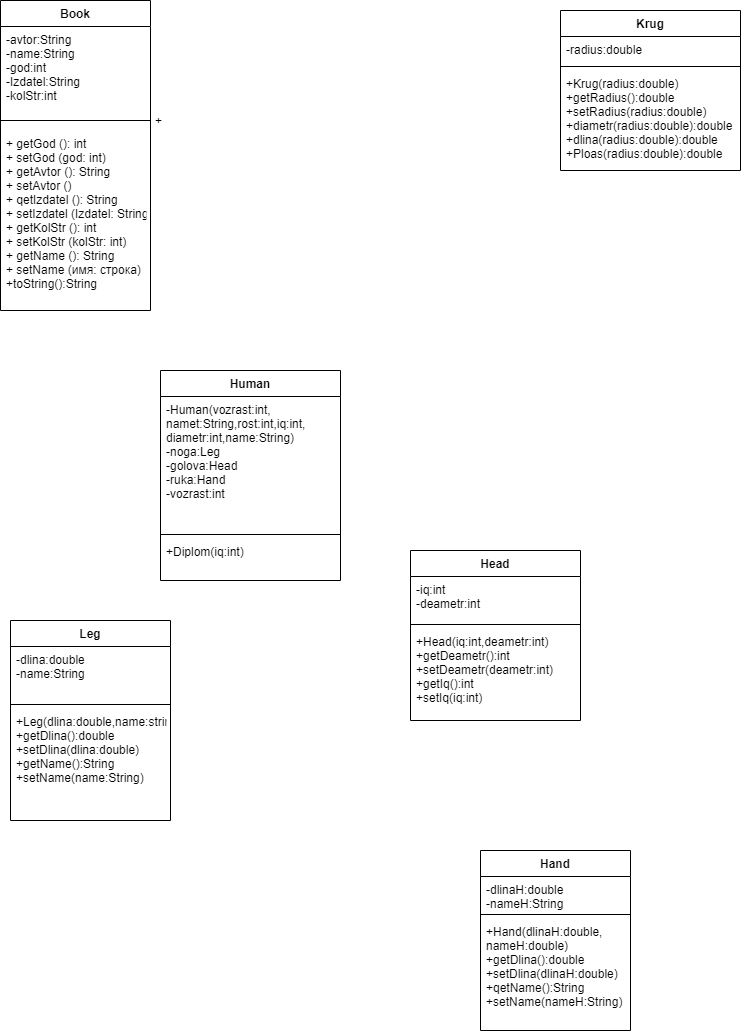 Book
-avtor:String
-name:String
-god:int
-Izdatel:String
-kolStr:int
+
+ getGod (): int
+ setGod (god: int)
+ getAvtor (): String
+ setAvtor ()
+ qetIzdatel (): String
+ setIzdatel (Izdatel: String
+ getKolStr (): int
+ setKolStr (kolStr: int)
+ getName (): String
+ setName (имя: строка)
+toString():String
Krug
-radius:double
+Krug(radius:double)
+getRadius():double
+setRadius(radius:double)
+diametr(radius:double):double
+dlina(radius:double):double
+Ploas(radius:double):double
Human
-Human(vozrast:int,
namet:String,rost:int,iq:int,
diametr:int,name:String)
-noga:Leg
-golova:Head
-ruka:Hand
-vozrast:int
+Diplom(iq:int)
Head
-iq:int
-deametr:int
+Head(iq:int,deametr:int)
+getDeametr():int
+setDeametr(deametr:int)
+getIq():int
+setIq(iq:int)
Leg
-dlina:double
-name:String
+Leg(dlina:double,name:strin
+getDlina():double
+setDlina(dlina:double)
+getName():String
+setName(name:String)
Hand
-dlinaH:double
-nameH:String
+Hand(dlinaH:double,
nameH:double)
+getDlina():double
+setDlina(dlinaH:double)
+qetName():String
+setName(nameH:String)